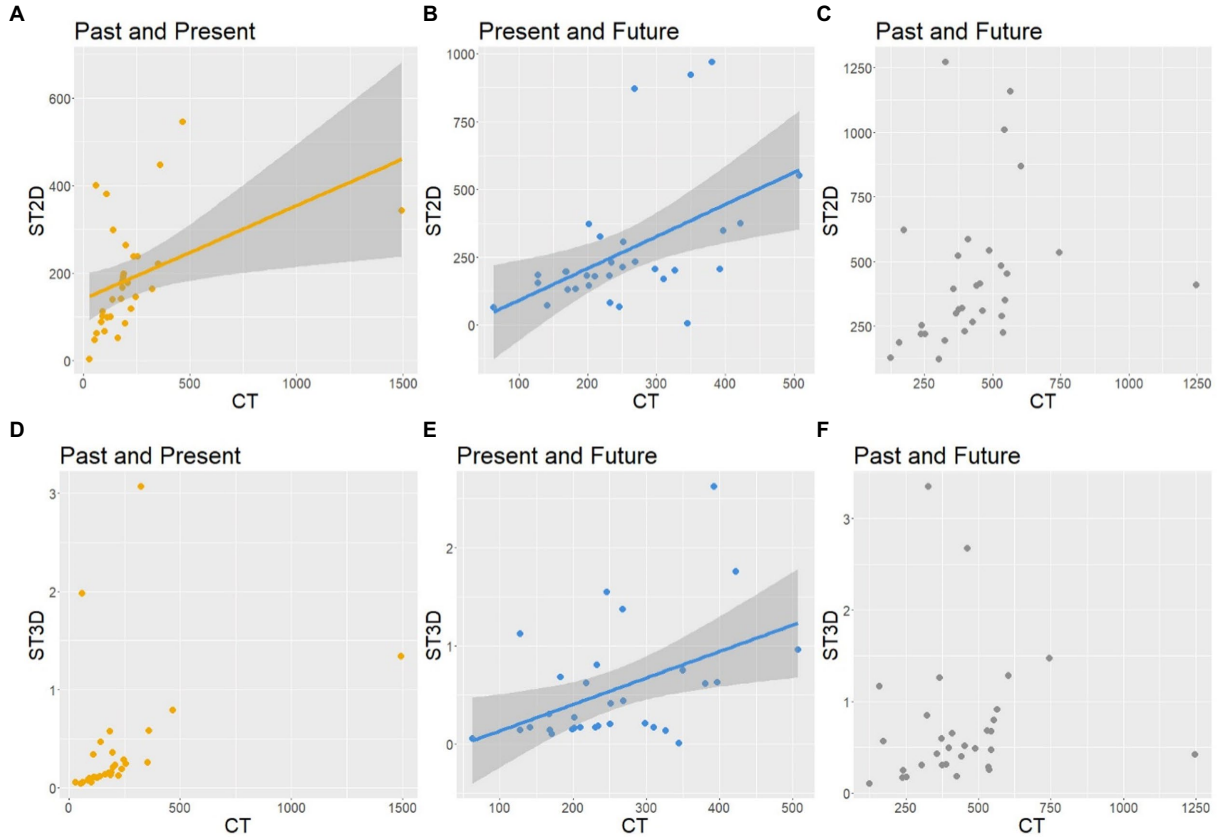 A
Past and Present
ST2D
600
400
200
0
0 500 1000 1500
CT
B
Present and Future
ST2D
1000
750
500
250
0
100 200 300 400 500
CT
C
Past and Future
ST2D
1250
1000
750
500
250
250 500 750 1000 1250
CT
D
Past and Present
ST3D
3
2
1
0
0 500 1000 1500
CT
E
Present and Future
ST3D
2
1
0
100 200 300 400 500
CT
F
Past and Future
ST3D
3
2
1
0
250 500 750 1000 1250
CT